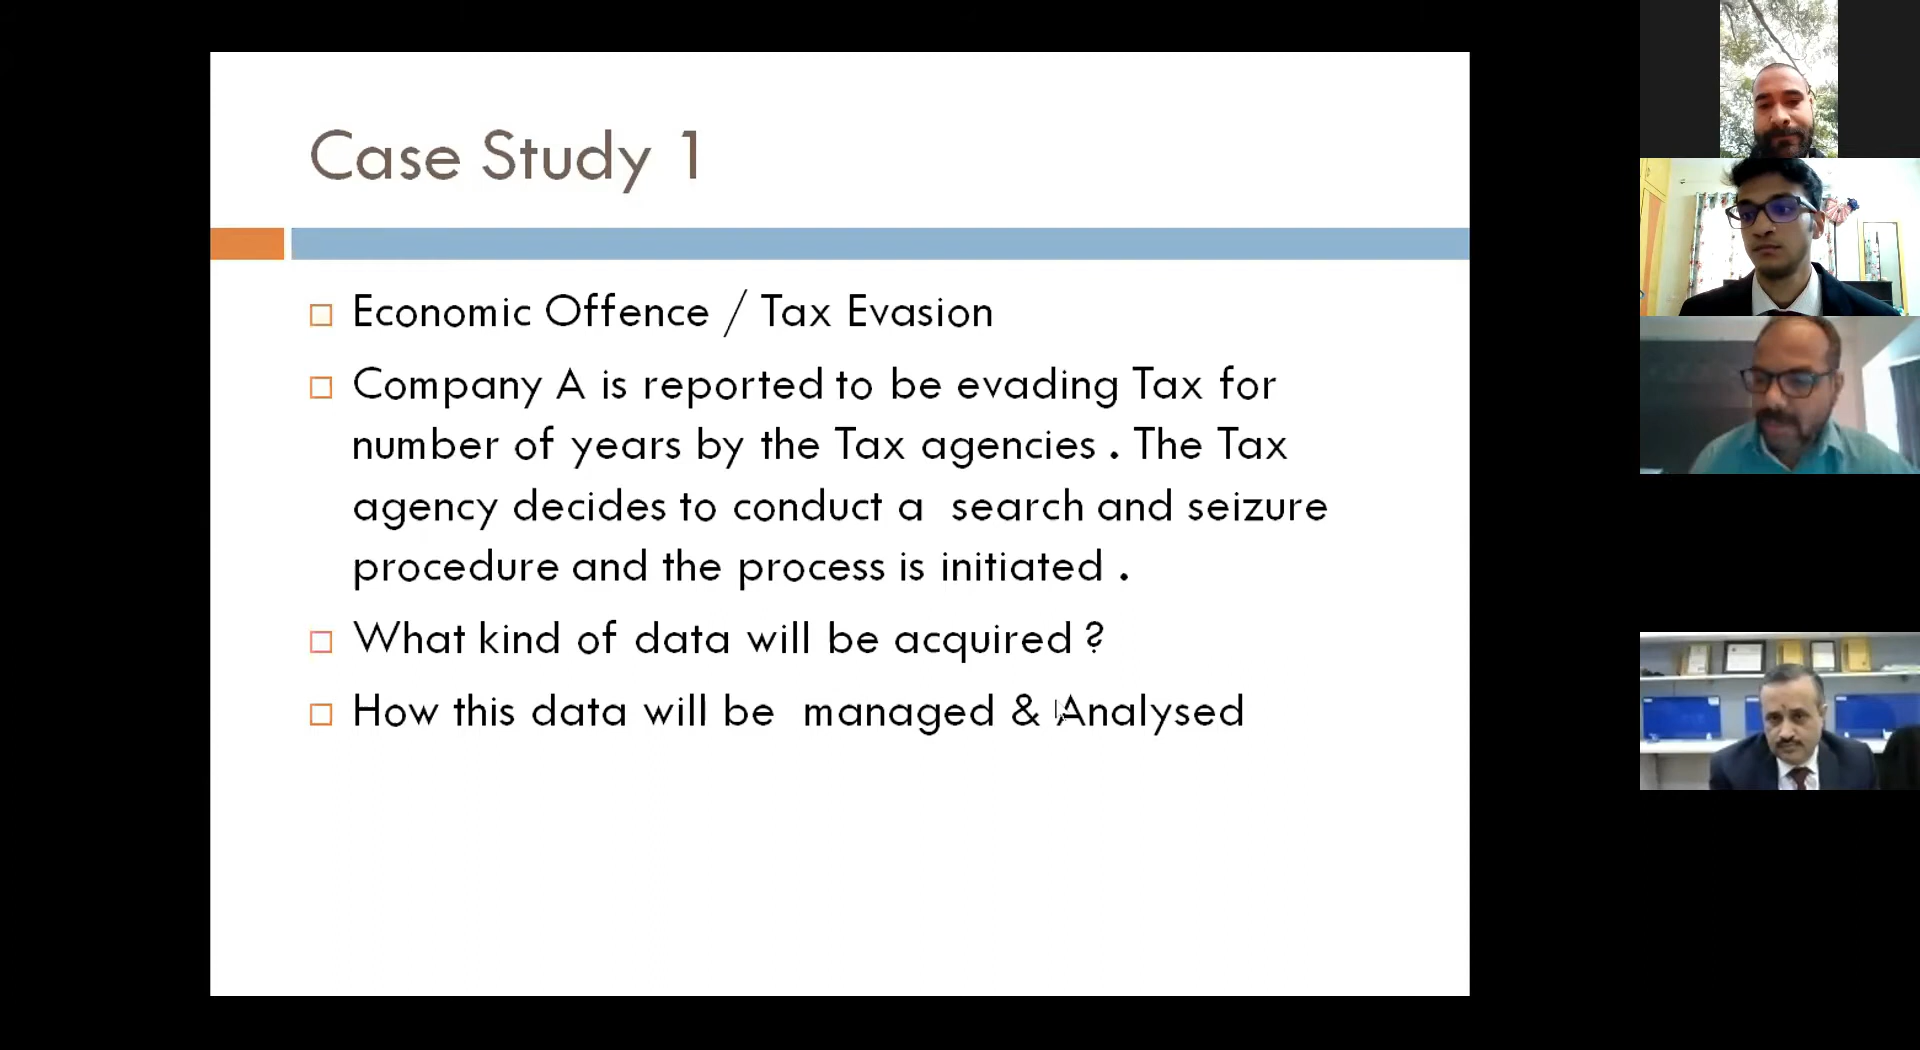 Case Study 1
Economic Offence / Tax Evasion
Company A is reported to be evading Tax for
number of years by the Tax agencies . The Tax
agency decides to conduct a  search and seizure
procedure and the process is initiated .
What kind of data will be acquired ?
How this data will be  managed & Analysed